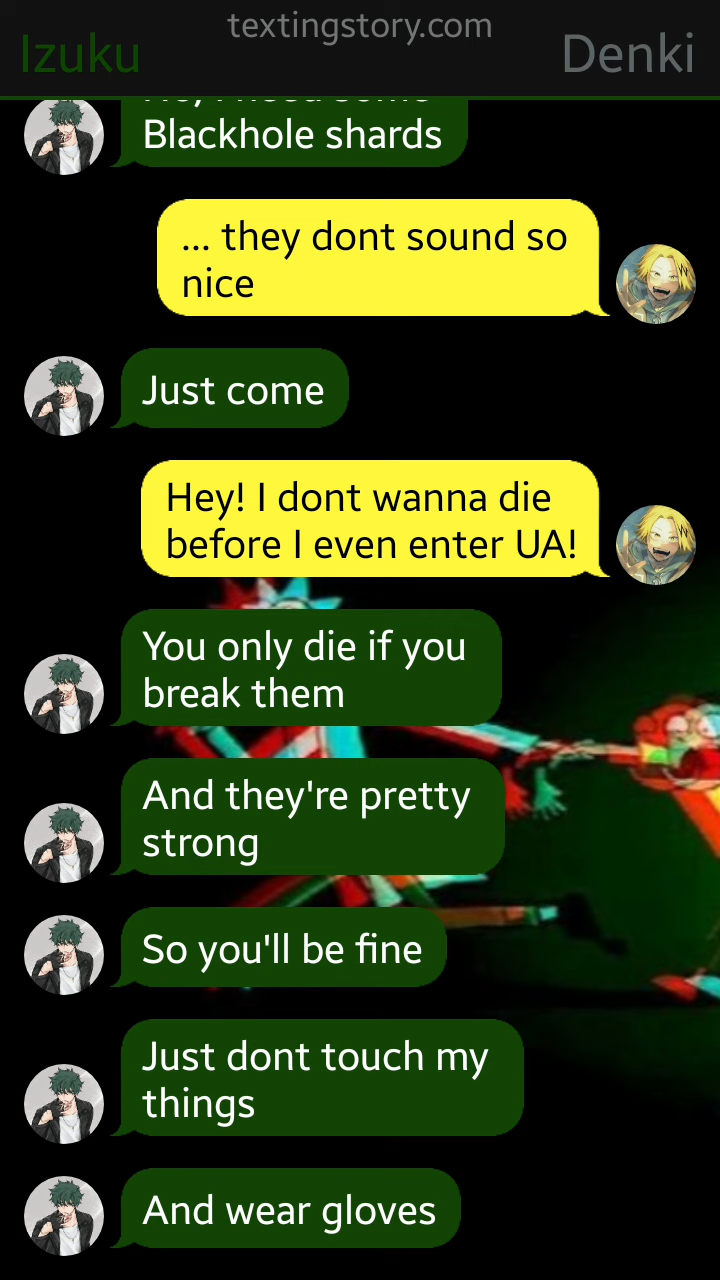 textingstory.com
Izuku
Denki
Blackhole shards
... they dont sound so
nice
Just come
Hey! I dont wanna die
before I even enter UA!
You only die if you
break them
And they're pretty
strong
So you'll be fine
Just dont touch my
things
And wear gloves